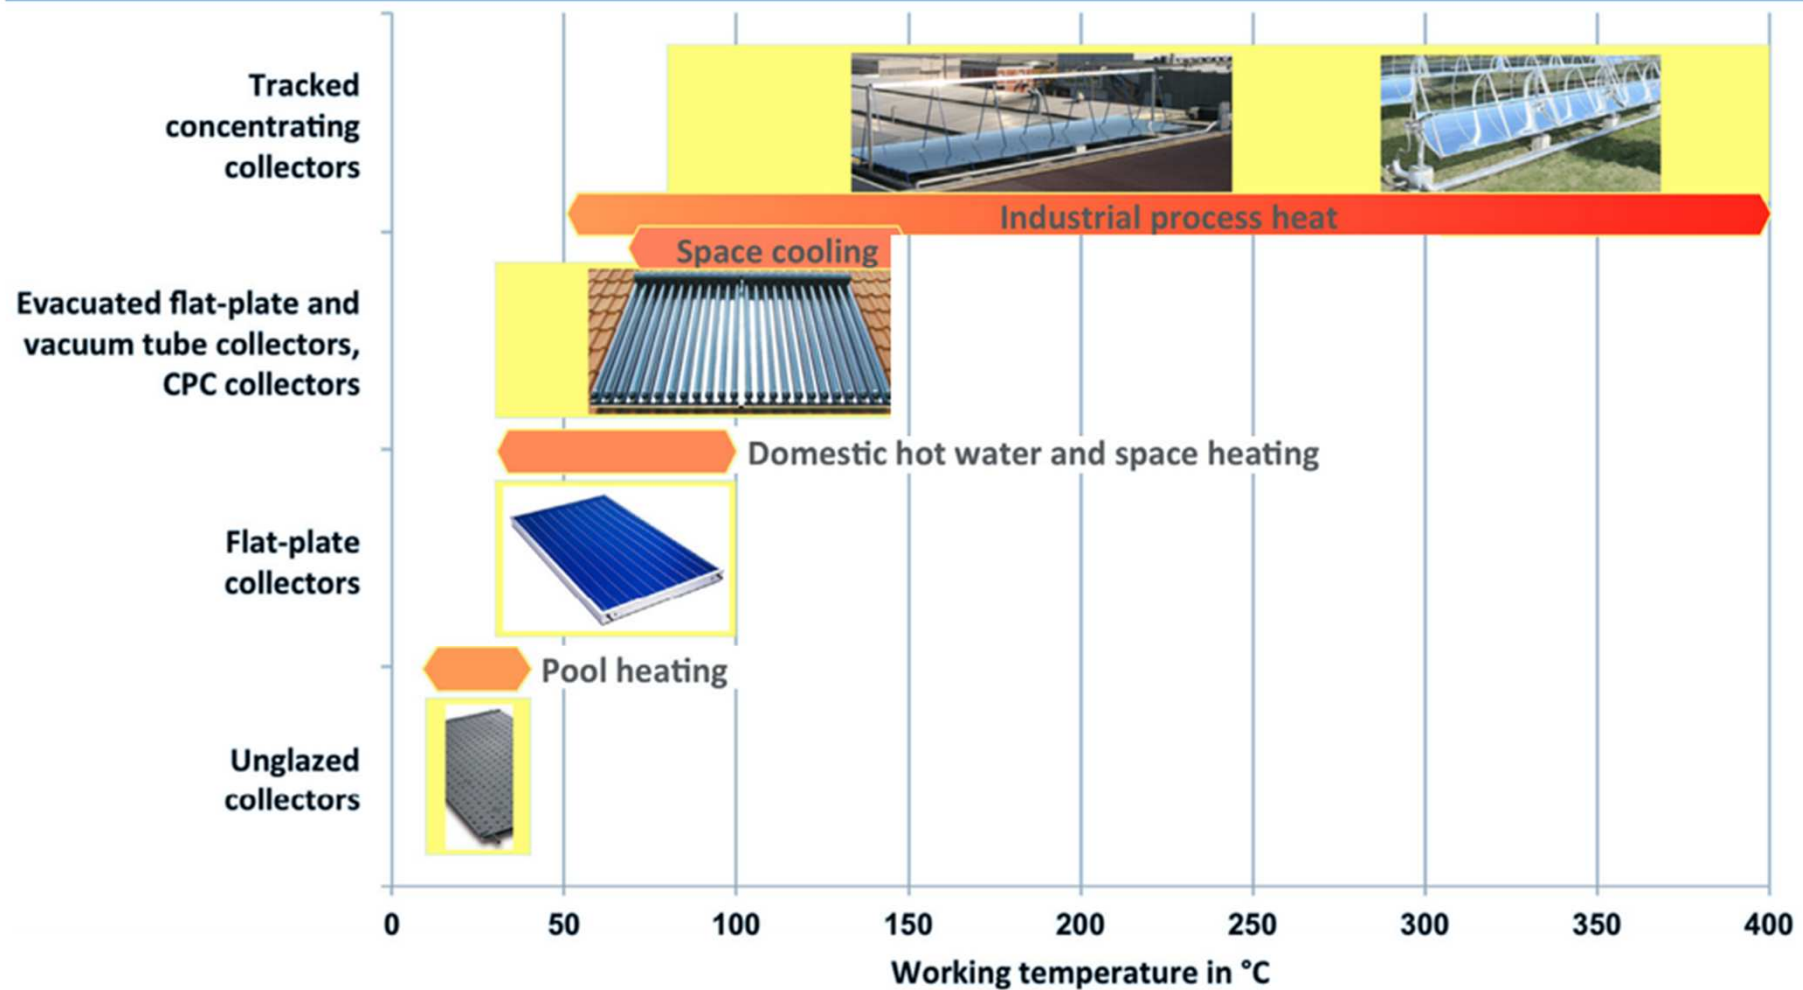 Tracked
concentrating
collectors
Industrial process heat
Space cooling
Evacuated flat-plate and
vacuum tube collectors,
CPC collectors
Domestic hot water and space heating
Flat-plate
collectors
Pool heating
Unglazed
collectors
0 50 100 150 200 250 300 350 400
Working temperature in °C